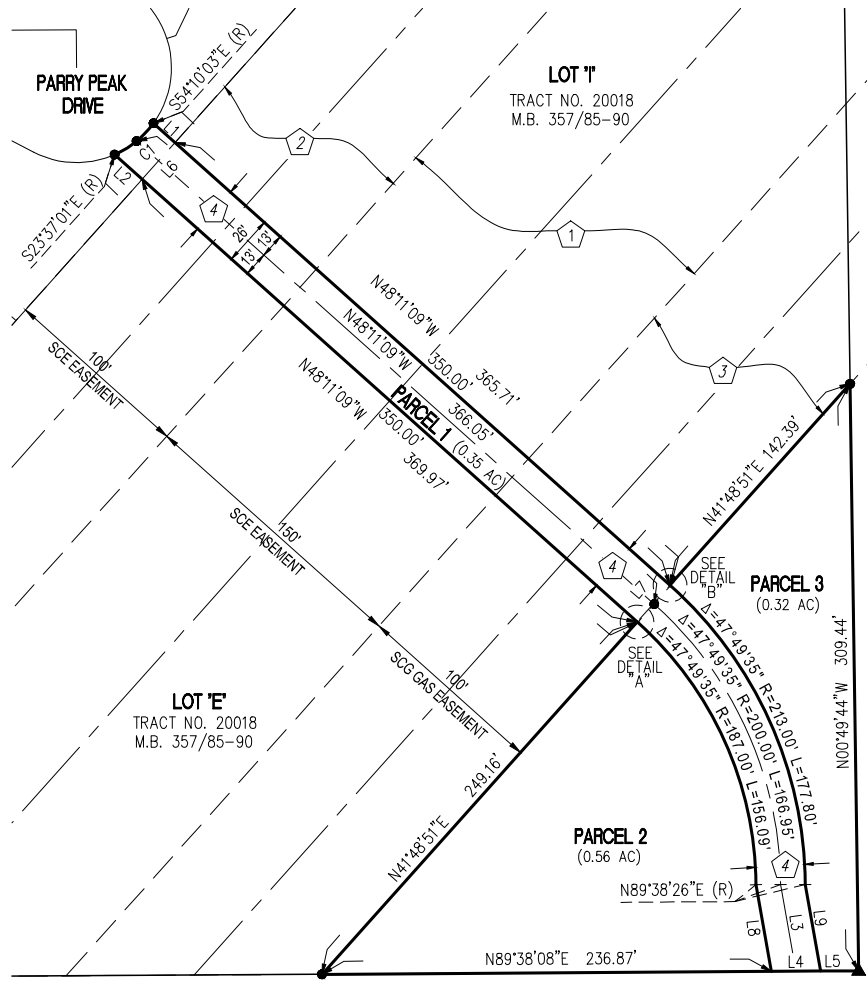 PARRY PEAK
DRIVE
S54°10'03"E (R)
LOT "I"
TRACT NO. 20018
M.B. 357/85-90
L1
C1
L6
L2
S23°37'01"E (R)
2
4
26'
13'
13'
1
3
N48°11'09"W
350.00'
365.71'
N48°11'09"W
366.05'
N48°11'09"W
350.00'
369.97'
PARCEL 1 (0.35 AC)
100'
SCE EASEMENT
150'
SCE EASEMENT
100'
SCG GAS EASEMENT
N41°48'51"E 142.39'
4
SEE
DETAIL
"B"
PARCEL 3
(0.32 AC)
SEE
DETAIL
"A"
N00°49'44"W 309.44'
Δ=47°49'35" R=213.00' L=177.80'
Δ=47°49'35" R=200.00' L=166.95'
Δ=47°49'35" R=187.00' L=156.09'
LOT "E"
TRACT NO. 20018
M.B. 357/85-90
N41°48'51"E 249.16'
PARCEL 2
(0.56 AC)
4
N89°38'26"E (R)
L8
L3
L9
N89°38'08"E 236.87'
L4
L5